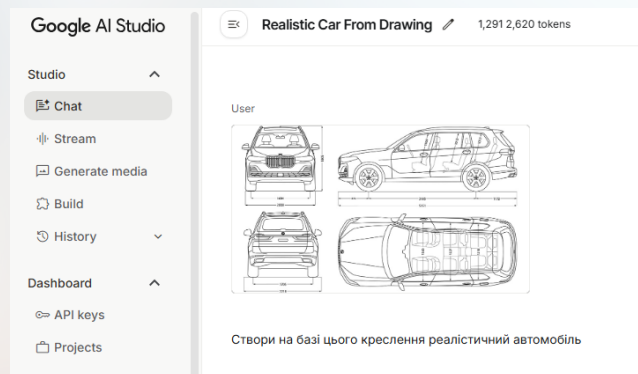 Google AI Studio
Realistic Car From Drawing
1,291 2,620 tokens
Studio
Chat
Stream
Generate media
Build
History
Dashboard
API keys
Projects
User
Створи на базі цього креслення реалістичний автомобіль